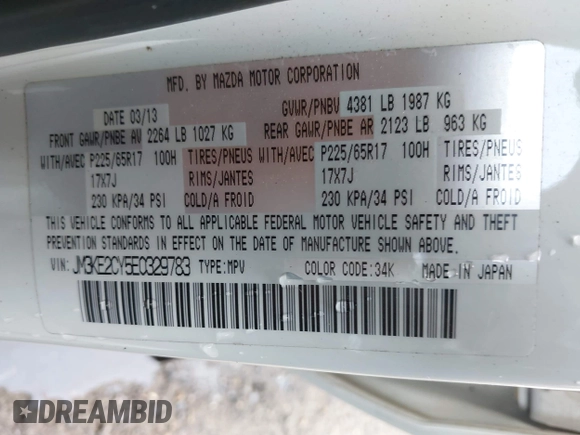 MFD. BY MAZDA MOTOR CORPORATION
DATE 03/13 GVWR/PNBV 4381 LB 1987 KG
FRONT GAWR/PNBE AV 2264 LB 1027 KG REAR GAWR/PNBE AR 2123 LB 963 KG
WITH/AVEC P225/65R17 100H TIRES/PNEUS WITH/AVEC P225/65R17 100H TIRES/PNEUS
17X7J RIMS/JANTES 17X7J RIMS/JANTES
230 KPA/34 PSI COLD/A FROID 230 KPA/34 PSI COLD/A FROID
THIS VEHICLE CONFORMS TO ALL APPLICABLE FEDERAL MOTOR VEHICLE SAFETY AND THEFT
PREVENTION STANDARDS IN EFFECT ON THE DATE OF MANUFACTURE SHOWN ABOVE.
VIN: JM3KE2CY5E0329783 TYPE:MPV COLOR CODE:34K MADE IN JAPAN
DREAMBID